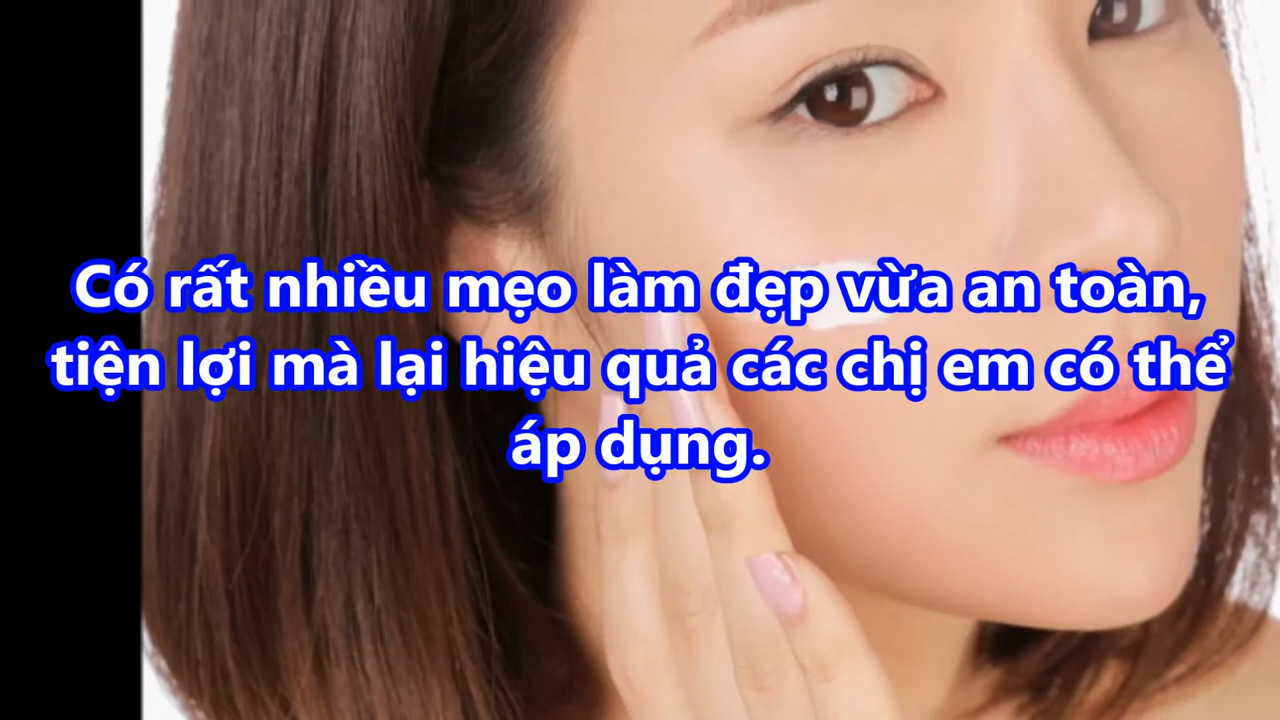 Có rất nhiều mẹo làm đẹp vừa an toàn,
tiện lợi mà lại hiệu quả các chị em có thể
áp dụng.